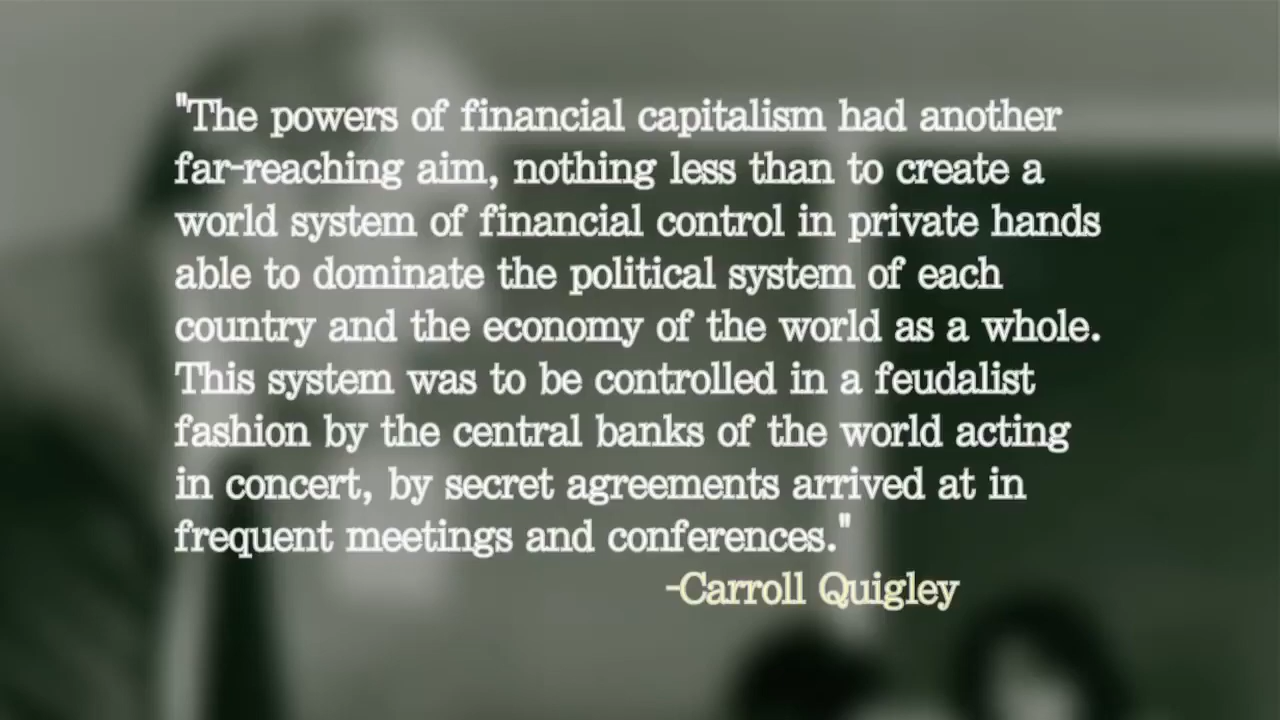 "The powers of financial capitalism had another
far-reaching aim, nothing less than to create a
world system of financial control in private hands
able to dominate the political system of each
country and the economy of the world as a whole.
This system was to be controlled in a feudalist
fashion by the central banks of the world acting
in concert, by secret agreements arrived at in
frequent meetings and conferences."
-Carroll Quigley